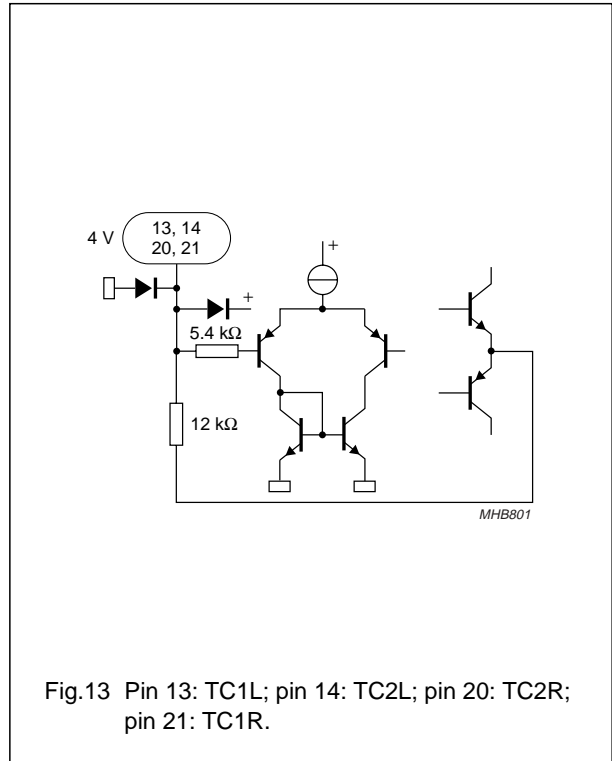 13, 14
4 V
20, 21
+
+
5.4 kΩ
12 kΩ
MHB801
Fig.13 Pin 13: TC1L; pin 14: TC2L; pin 20: TC2R;
pin 21: TC1R.